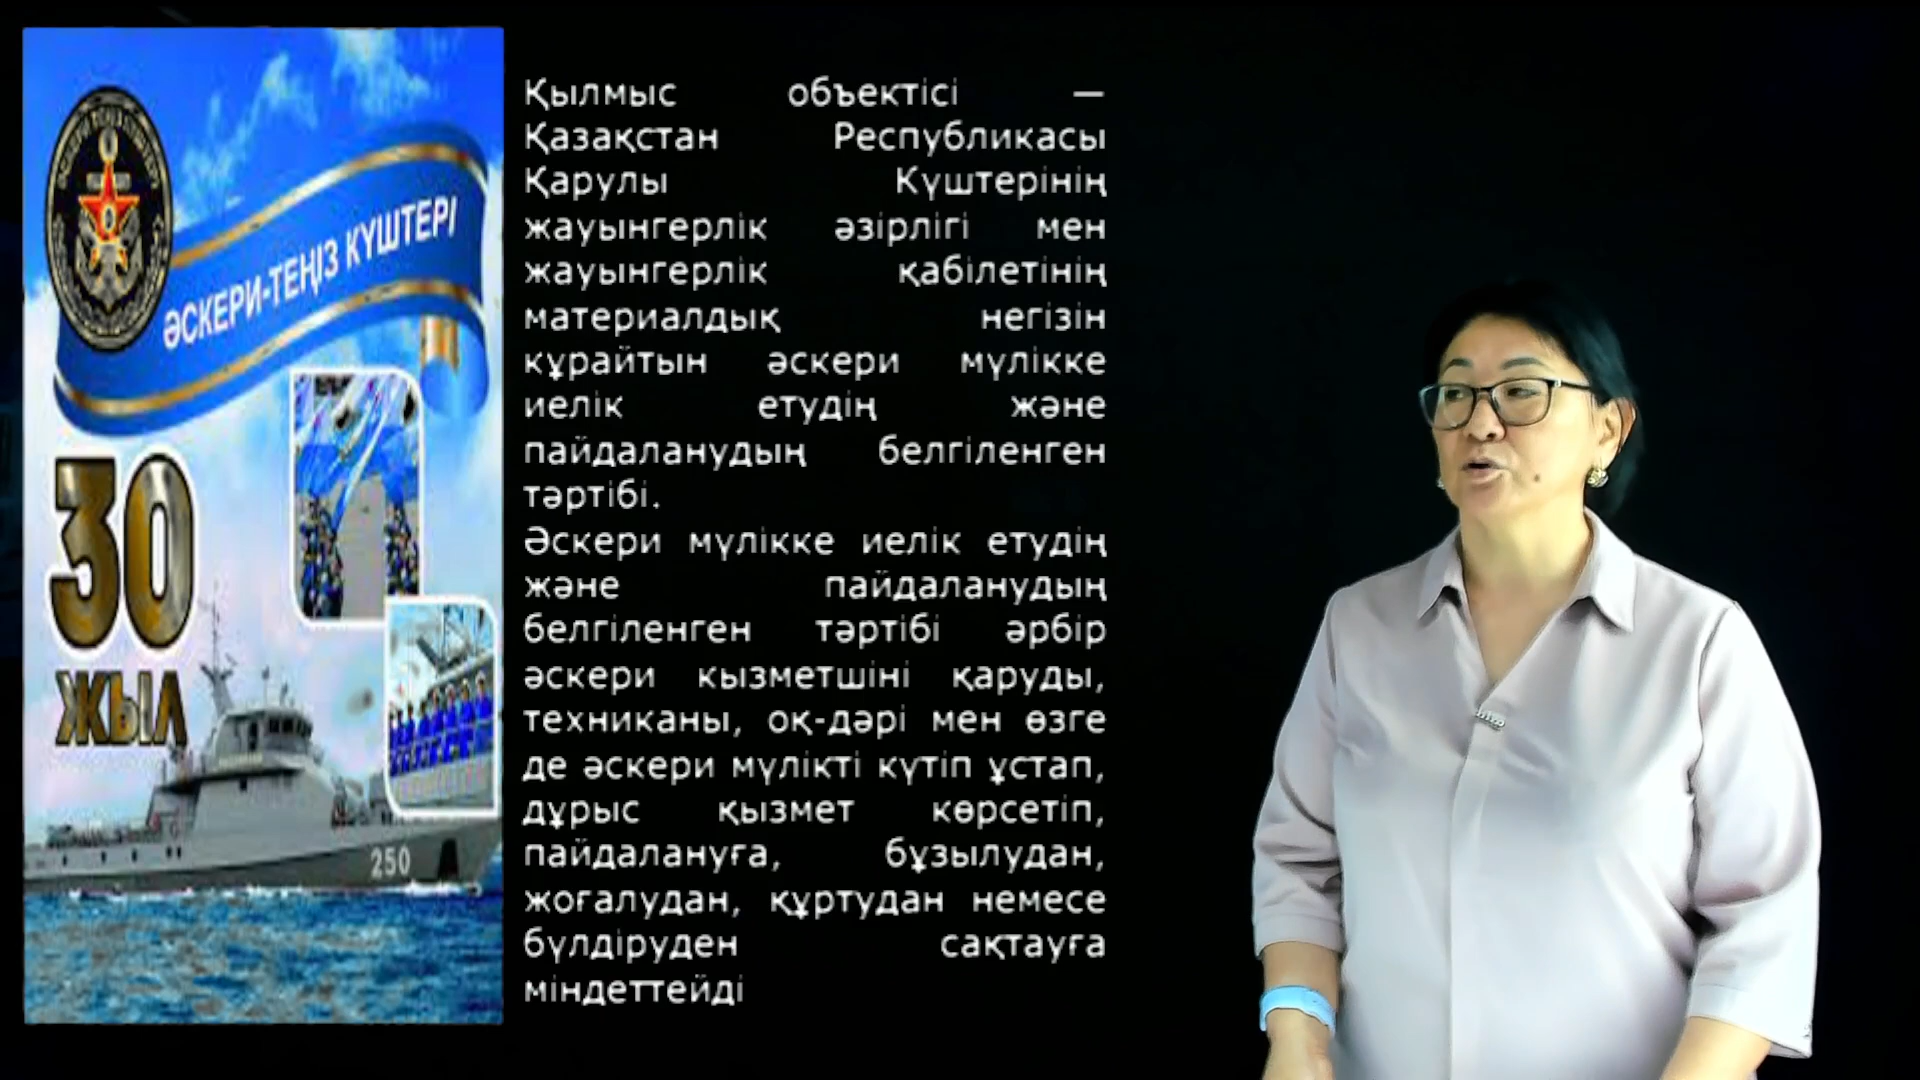 ӘСКЕРИ-ТЕҢІЗ КҮШТЕРІ
30
ЖЫЛ
250
Қылмыс объектісі —
Қазақстан Республикасы
Қарулы Күштерінің
жауынгерлік әзірлігі мен
жауынгерлік қабілетінің
материалдық негізін
құрайтын әскери мүлікке
иелік етудің және
пайдаланудың белгіленген
тәртібі.
Әскери мүлікке иелік етудің
және пайдаланудың
белгіленген тәртібі әрбір
әскери кызметшіні қаруды,
техниканы, оқ-дәрі мен өзге
де әскери мүлікті күтіп ұстап,
дұрыс қызмет көрсетіп,
пайдалануға, бұзылудан,
жоғалудан, құртудан немесе
бүлдіруден сақтауға
міндеттейді